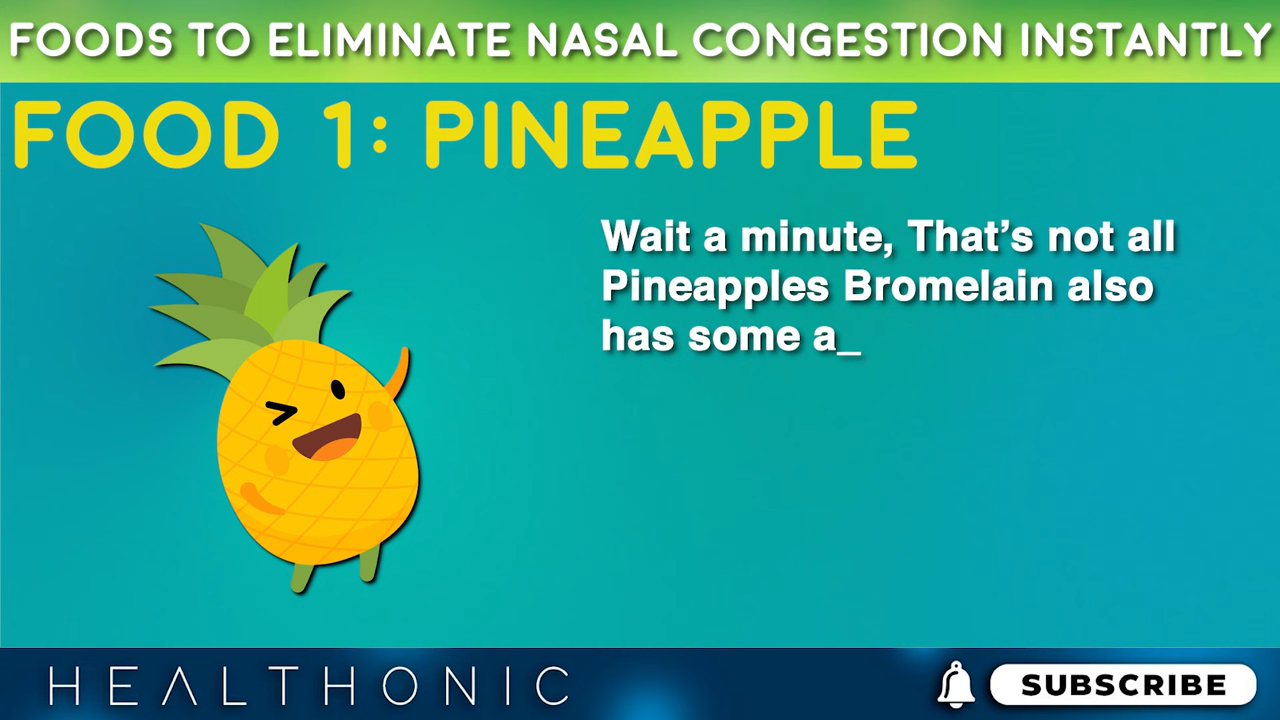 FOODS TO ELIMINATE NASAL CONGESTION INSTANTLY
FOOD 1: PINEAPPLE
Wait a minute, That's not all
Pineapples Bromelain also
has some a_
HEALTHONIC
SUBSCRIBE